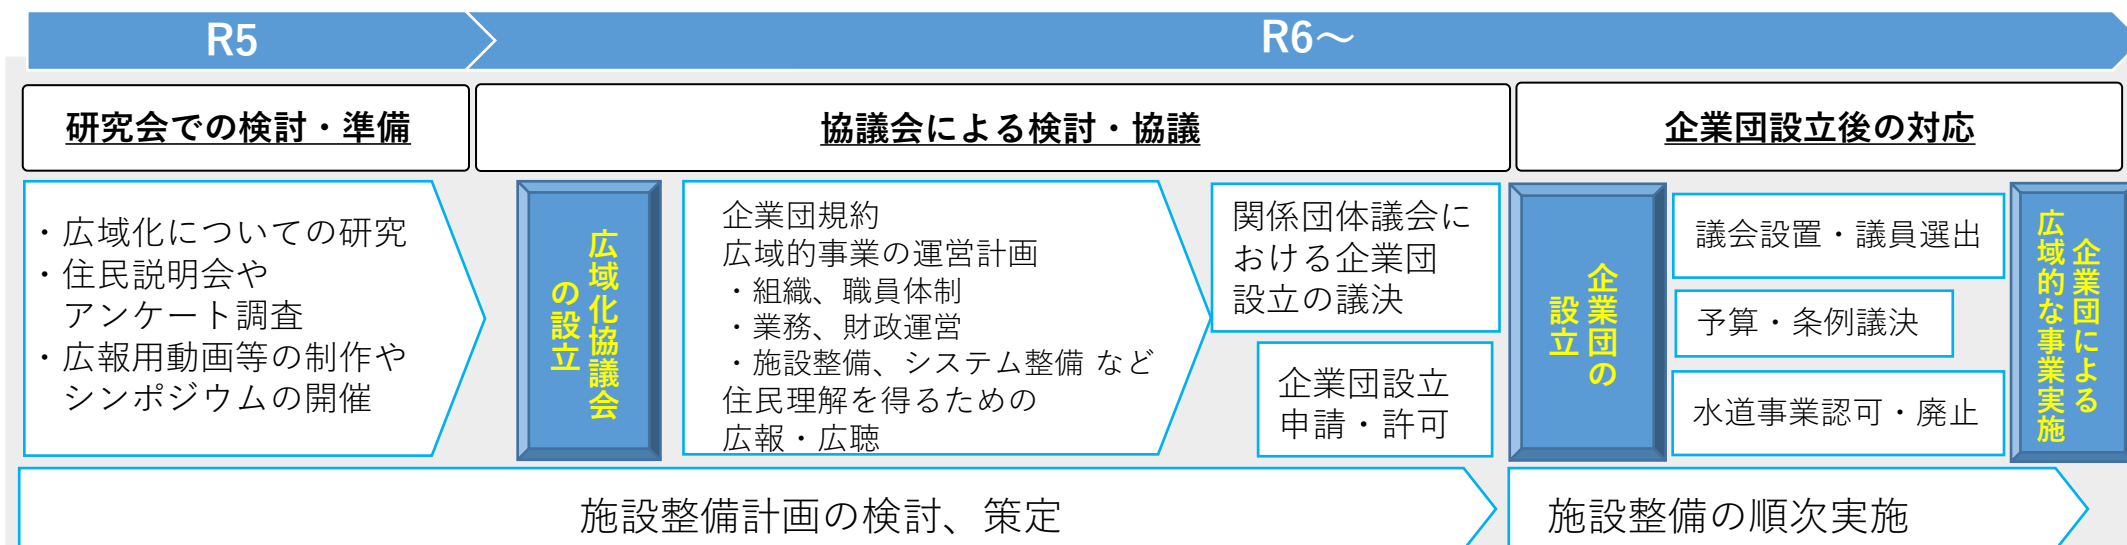 R5
R6～
研究会での検討・準備
協議会による検討・協議
企業団設立後の対応
・広域化についての研究
・住民説明会や
アンケート調査
・広報用動画等の制作や
シンポジウムの開催
広域化協議会
の設立
企業団規約
広域的事業の運営計画
・組織、職員体制
・業務、財政運営
・施設整備、システム整備 など
住民理解を得るための
広報・広聴
関係団体議会に
おける企業団
設立の議決
企業団設立
申請・許可
企業団の
設立
議会設置・議員選出
予算・条例議決
水道事業認可・廃止
企業団による
広域的な事業実施
施設整備計画の検討、策定
施設整備の順次実施